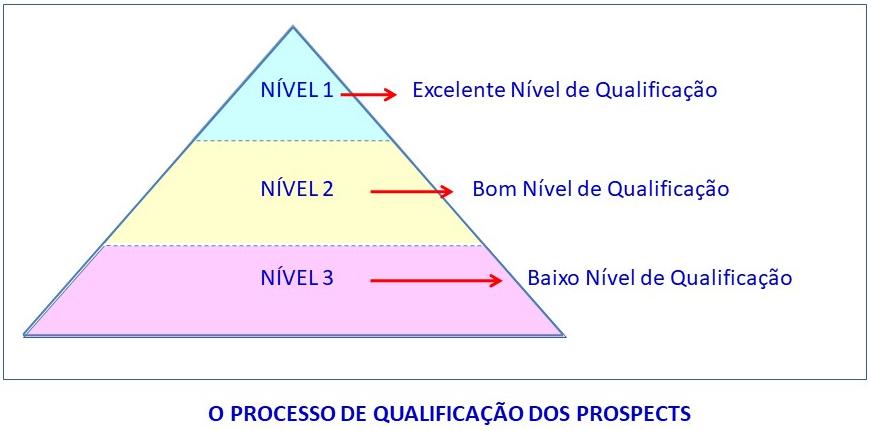 NÍVEL 1 Excelente Nível de Qualificação
NÍVEL 2 Bom Nível de Qualificação
NÍVEL 3 Baixo Nível de Qualificação
O PROCESSO DE QUALIFICAÇÃO DOS PROSPECTS